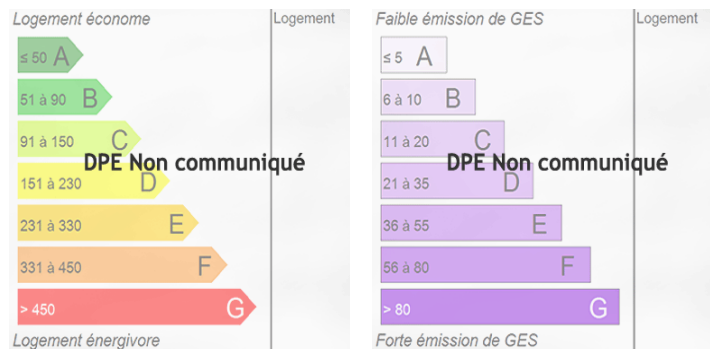 Logement économe
Logement
≤ 50 A
51 à 90 B
91 à 150 C
DPE Non communiqué
151 à 230 D
231 à 330 E
331 à 450 F
> 450 G
Logement énergivore
Faible émission de GES
Logement
≤ 5 A
6 à 10 B
11 à 20 C
DPE Non communiqué
21 à 35 D
36 à 55 E
56 à 80 F
> 80 G
Forte émission de GES